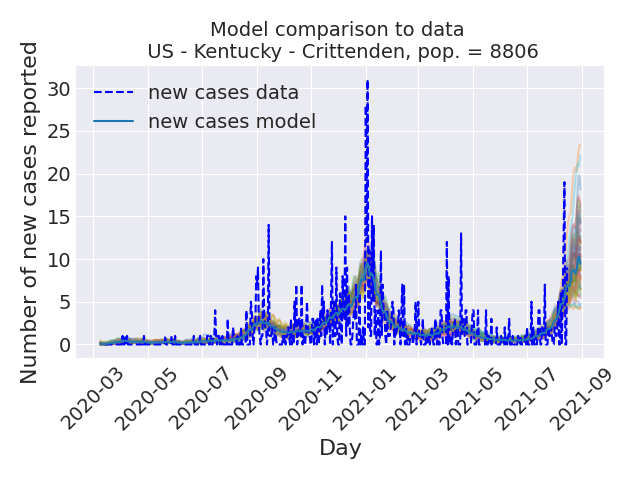 Model comparison to data
US - Kentucky - Crittenden, pop. = 8806
Number of new cases reported
30
25
20
15
10
5
0
new cases data
new cases model
2020-03
2020-05
2020-07
2020-09
2020-11
2021-01
2021-03
2021-05
2021-07
2021-09
Day